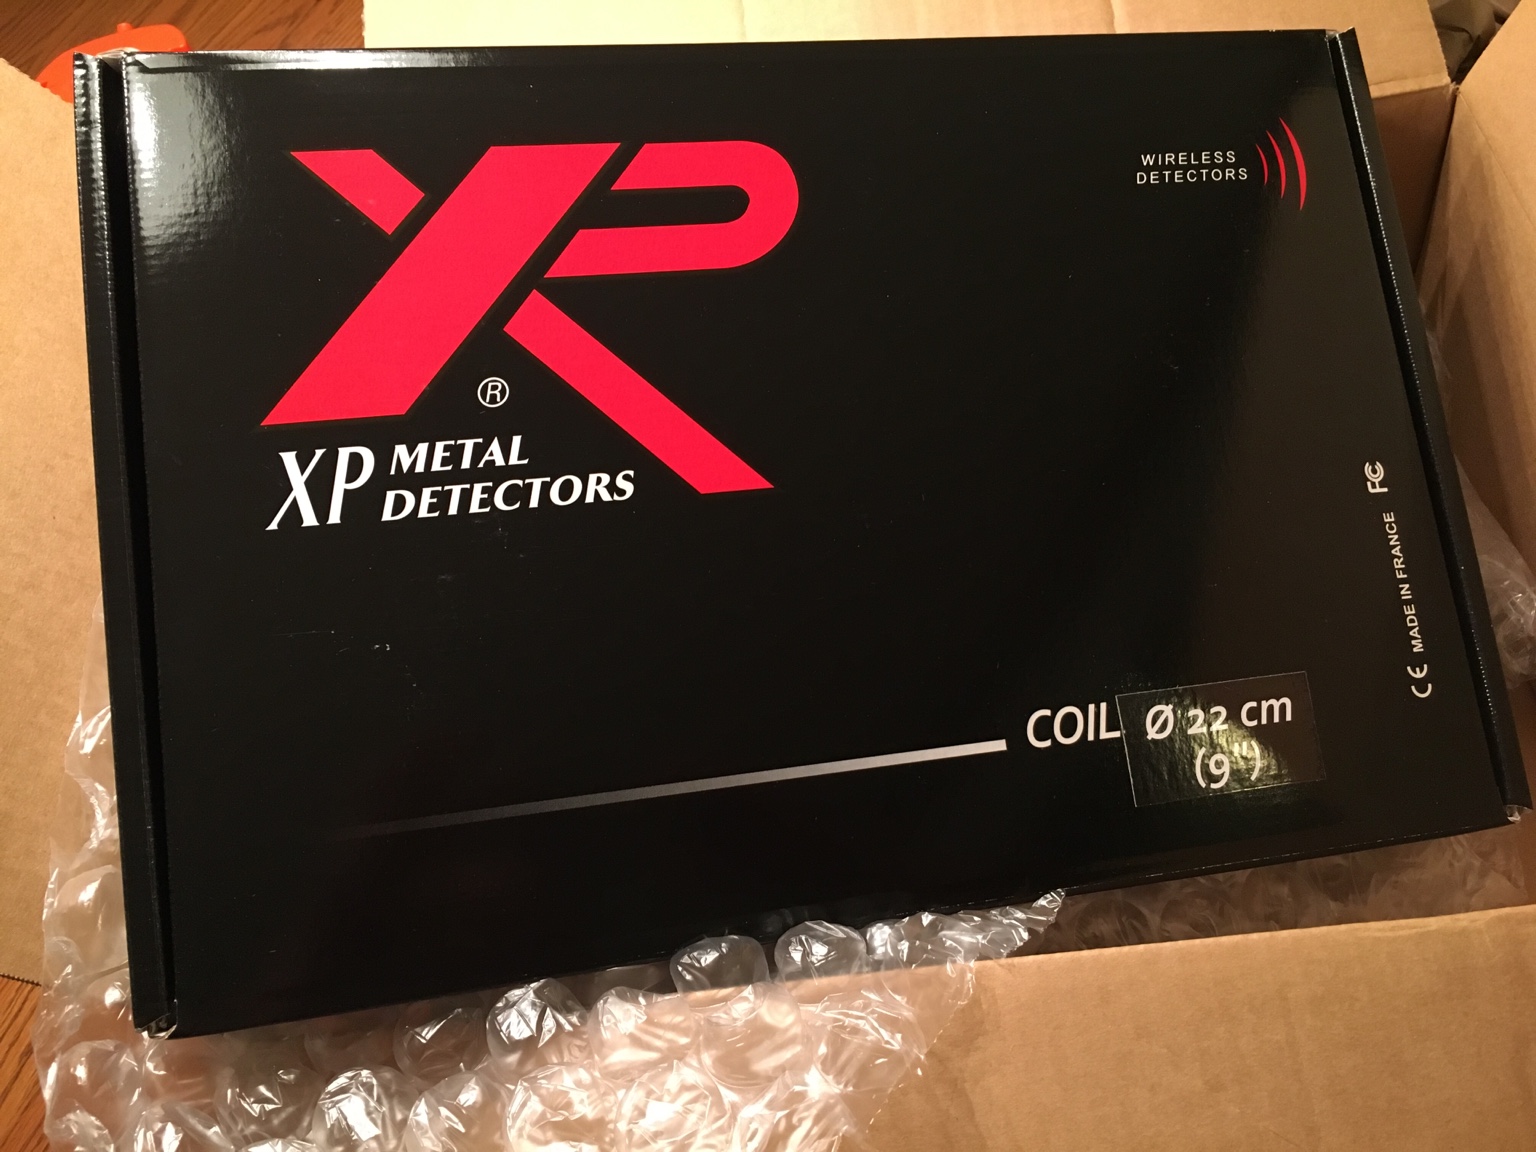 XP
WIRELESS
DETECTORS
®
XP METAL
DETECTORS
COIL Ø 22 cm
(9")
CE MADE IN FRANCE FC